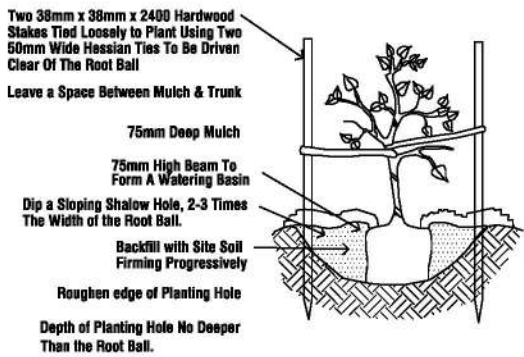 Two 38mm x 38mm x 2400 Hardwood
Stakes Tied Loosely to Plant Using Two
50mm Wide Hessian Ties To Be Driven
Clear Of The Root Ball
Leave a Space Between Mulch & Trunk
75mm Deep Mulch
75mm High Beam To
Form A Watering Basin
Dip a Sloping Shalow Hole, 2-3 Times
The Width of the Root Ball.
Backfill with Site Soil
Firming Progressively
Roughen edge of Planting Hole
Depth of Planting Hole No Deeper
Than the Root Ball.